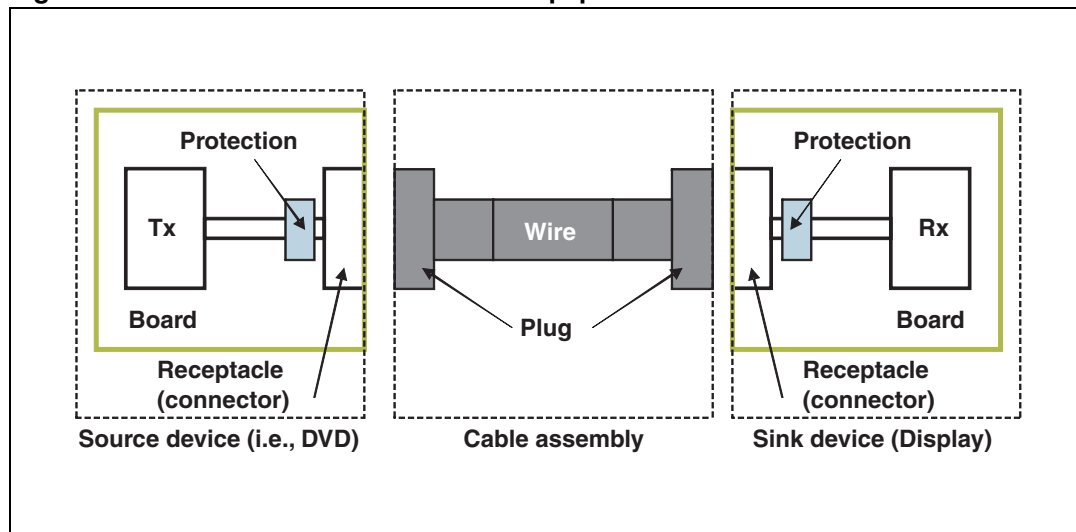 Protection
Tx
Board
Receptacle
(connector)
Source device (i.e., DVD)
Wire
Plug
Cable assembly
Protection
Rx
Board
Receptacle
(connector)
Sink device (Display)